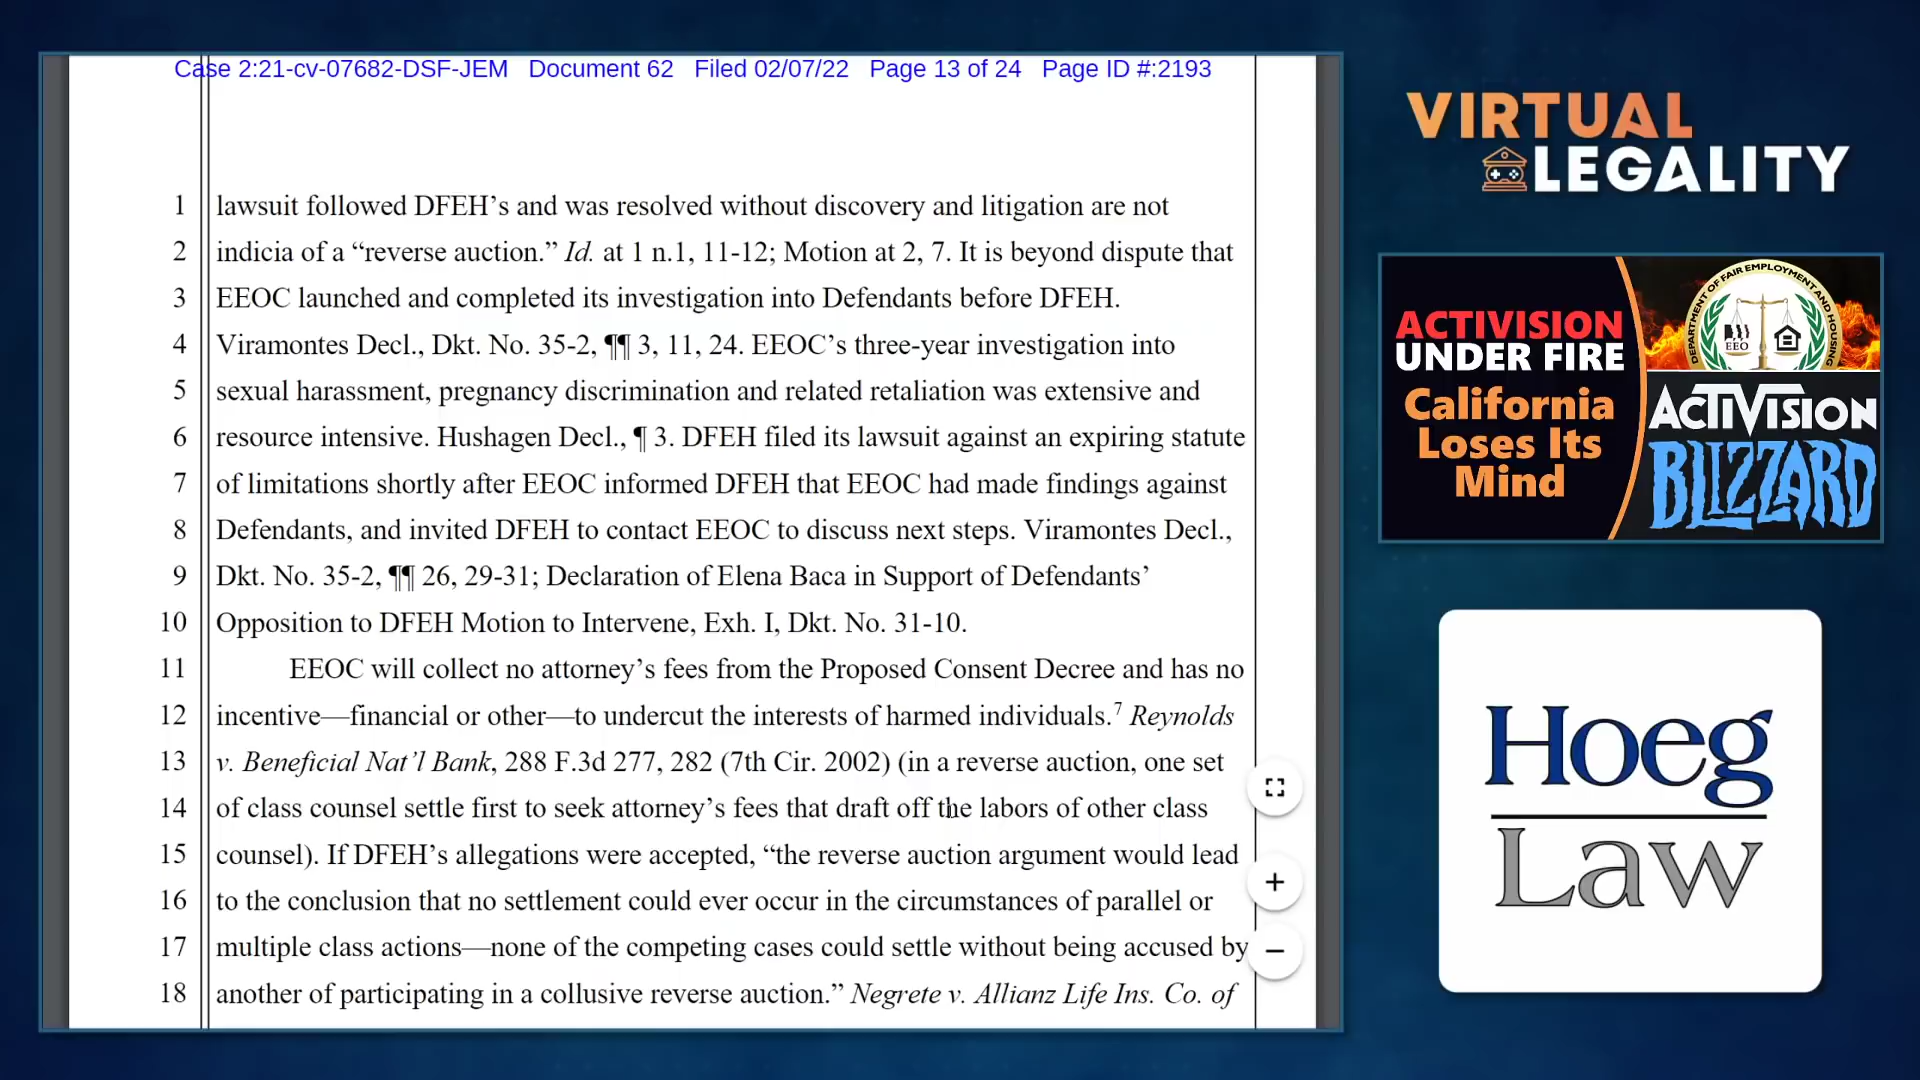 Case 2:21-cv-07682-DSF-JEM Document 62 Filed 02/07/22 Page 13 of 24 Page ID #:2193
1 lawsuit followed DFEH’s and was resolved without discovery and litigation are not
2 indicia of a “reverse auction.” Id. at 1 n.1, 11-12; Motion at 2, 7. It is beyond dispute that
3 EEOC launched and completed its investigation into Defendants before DFEH.
4 Viramontes Decl., Dkt. No. 35-2, ¶¶ 3, 11, 24. EEOC’s three-year investigation into
5 sexual harassment, pregnancy discrimination and related retaliation was extensive and
6 resource intensive. Hushagen Decl., ¶ 3. DFEH filed its lawsuit against an expiring statute
7 of limitations shortly after EEOC informed DFEH that EEOC had made findings against
8 Defendants, and invited DFEH to contact EEOC to discuss next steps. Viramontes Decl.,
9 Dkt. No. 35-2, ¶¶ 26, 29-31; Declaration of Elena Baca in Support of Defendants’
10 Opposition to DFEH Motion to Intervene, Exh. I, Dkt. No. 31-10.
11 EEOC will collect no attorney’s fees from the Proposed Consent Decree and has no
12 incentive—financial or other—to undercut the interests of harmed individuals.7 Reynolds
13 v. Beneficial Nat’l Bank, 288 F.3d 277, 282 (7th Cir. 2002) (in a reverse auction, one set
14 of class counsel settle first to seek attorney’s fees that draft off the labors of other class
15 counsel). If DFEH’s allegations were accepted, “the reverse auction argument would lead
16 to the conclusion that no settlement could ever occur in the circumstances of parallel or
17 multiple class actions—none of the competing cases could settle without being accused by
18 another of participating in a collusive reverse auction.” Negrete v. Allianz Life Ins. Co. of
VIRTUAL
LEGALITY
ACTIVISION
UNDER FIRE
California
Loses Its
Mind
DEPARTMENT OF FAIR EMPLOYMENT AND HOUSING
EEO
ACTIVISION
BLIZZARD
Hoeg
Law